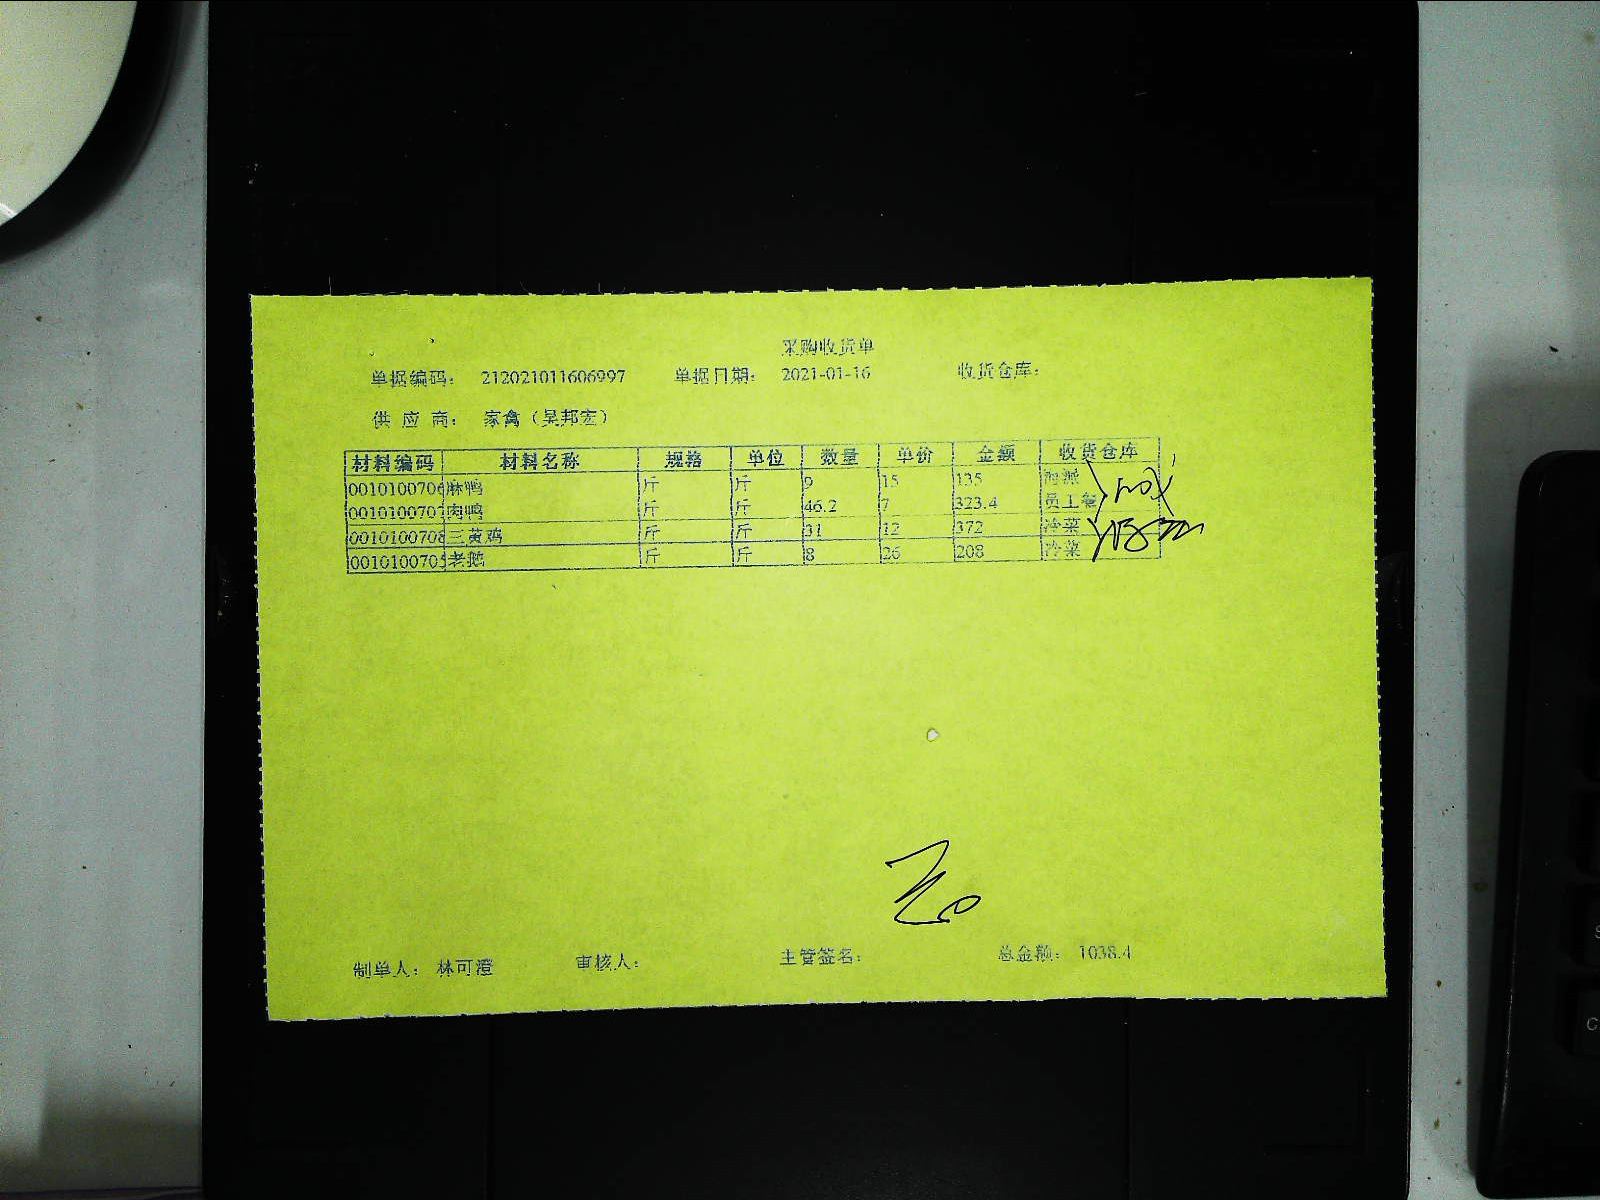 采购收货单
单据编码： 212021011606997 单据日期： 2021-01-16 收货仓库：
供 应 商： 家禽（吴邦宏）
材料编码 材料名称 规格 单位 数量 单价 金额 收货仓库
0010100706 麻鸭 斤 斤 9 15 135 海派
0010100707 肉鸭 斤 斤 46.2 7 323.4 员工餐
0010100708 三黄鸡 斤 斤 31 12 372 冷菜
0010100705 老鹅 斤 斤 8 26 208 冷菜
制单人： 林可澄 审核人： 主管签名： 总金额： 1038.4